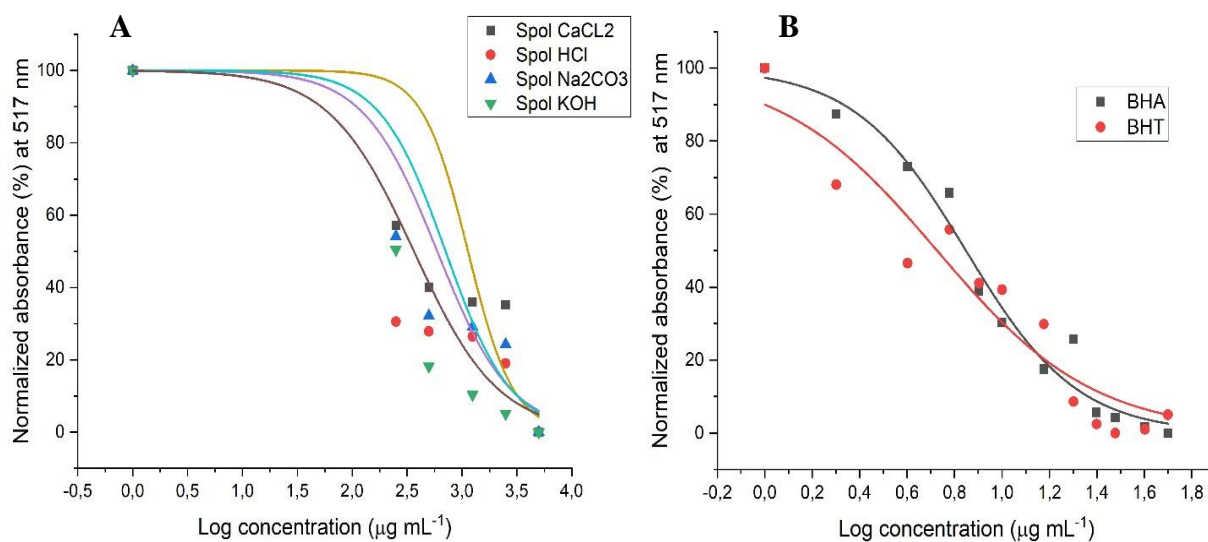 A
Spol CaCL2
Spol HCl
Spol Na2CO3
Spol KOH
100
80
60
40
20
0
Normalized absorbance (%) at 517 nm
-0,5 0,0 0,5 1,0 1,5 2,0 2,5 3,0 3,5 4,0
Log concentration (μg mL-1)
B
BHA
BHT
100
80
60
40
20
0
Normalized absorbance (%) at 517 nm
-0,2 0,0 0,2 0,4 0,6 0,8 1,0 1,2 1,4 1,6 1,8
Log concentration (μg mL-1)